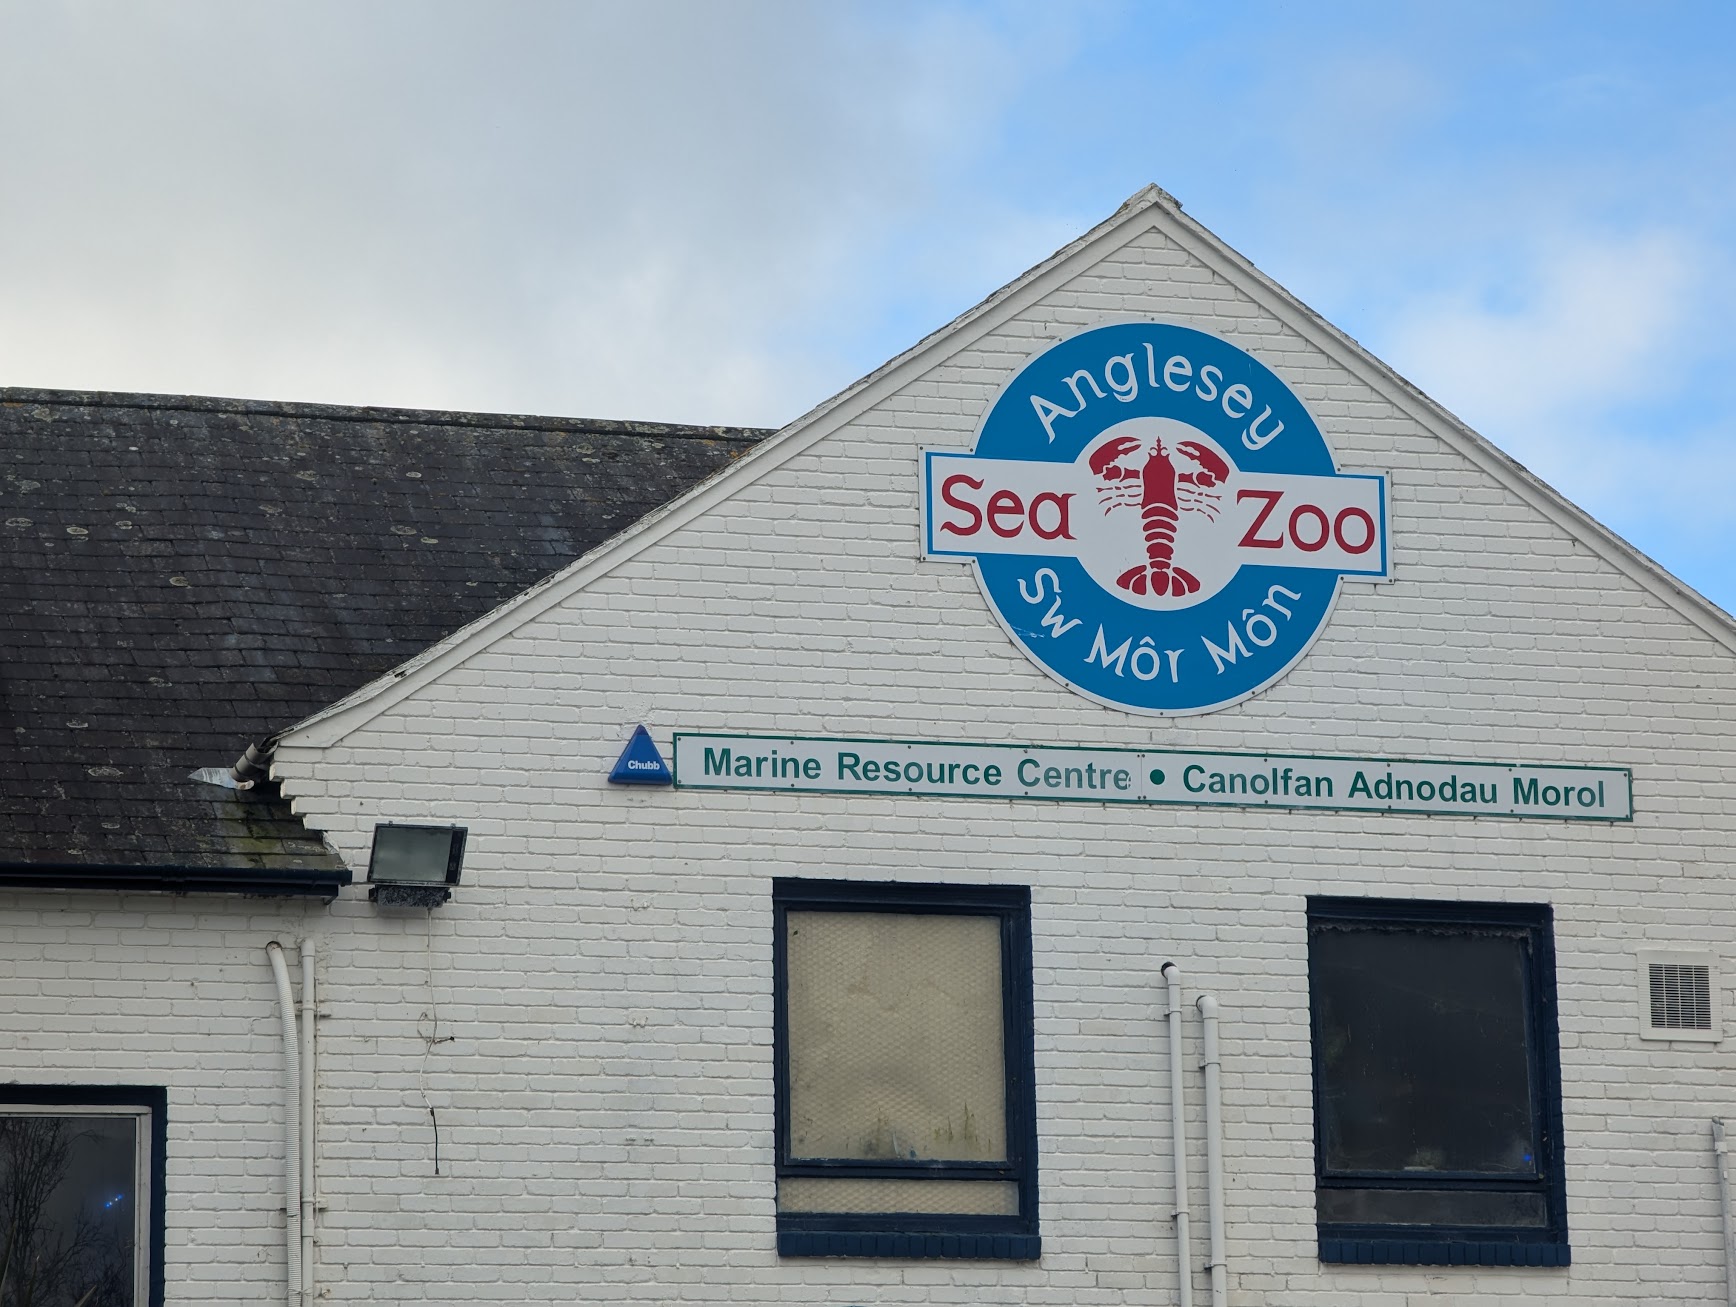 Anglesey
Sea Zoo
Sw Môr Môn
Chubb
Marine Resource Centre • Canolfan Adnodau Morol